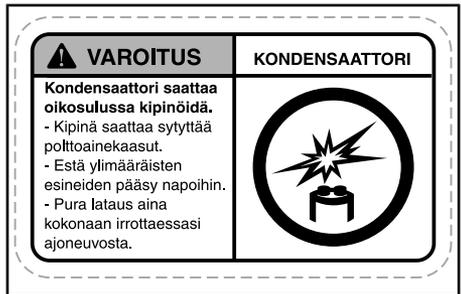 VAROITUS
Kondensaattori saattaa
oikosulussa kipinöidä.
- Kipinä saattaa sytyttää
polttoainekaasut.
- Estä ylimääräisten
esineiden pääsy napoihin.
- Pura lataus aina
kokonaan irrottaessasi
ajoneuvosta.
KONDENSAATTORI